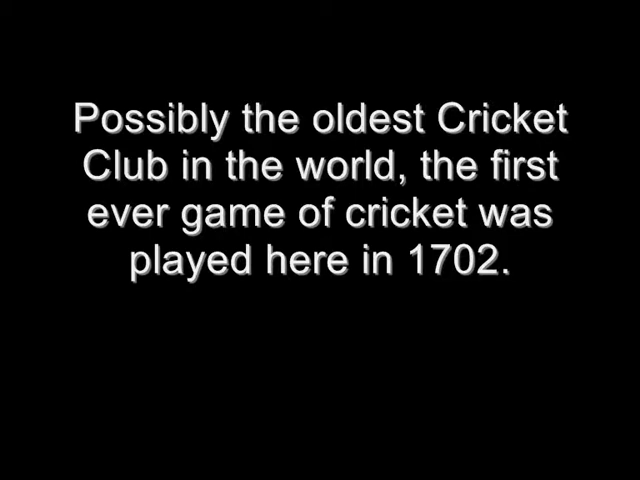 Possibly the oldest Cricket
Club in the world, the first
ever game of cricket was
played here in 1702.